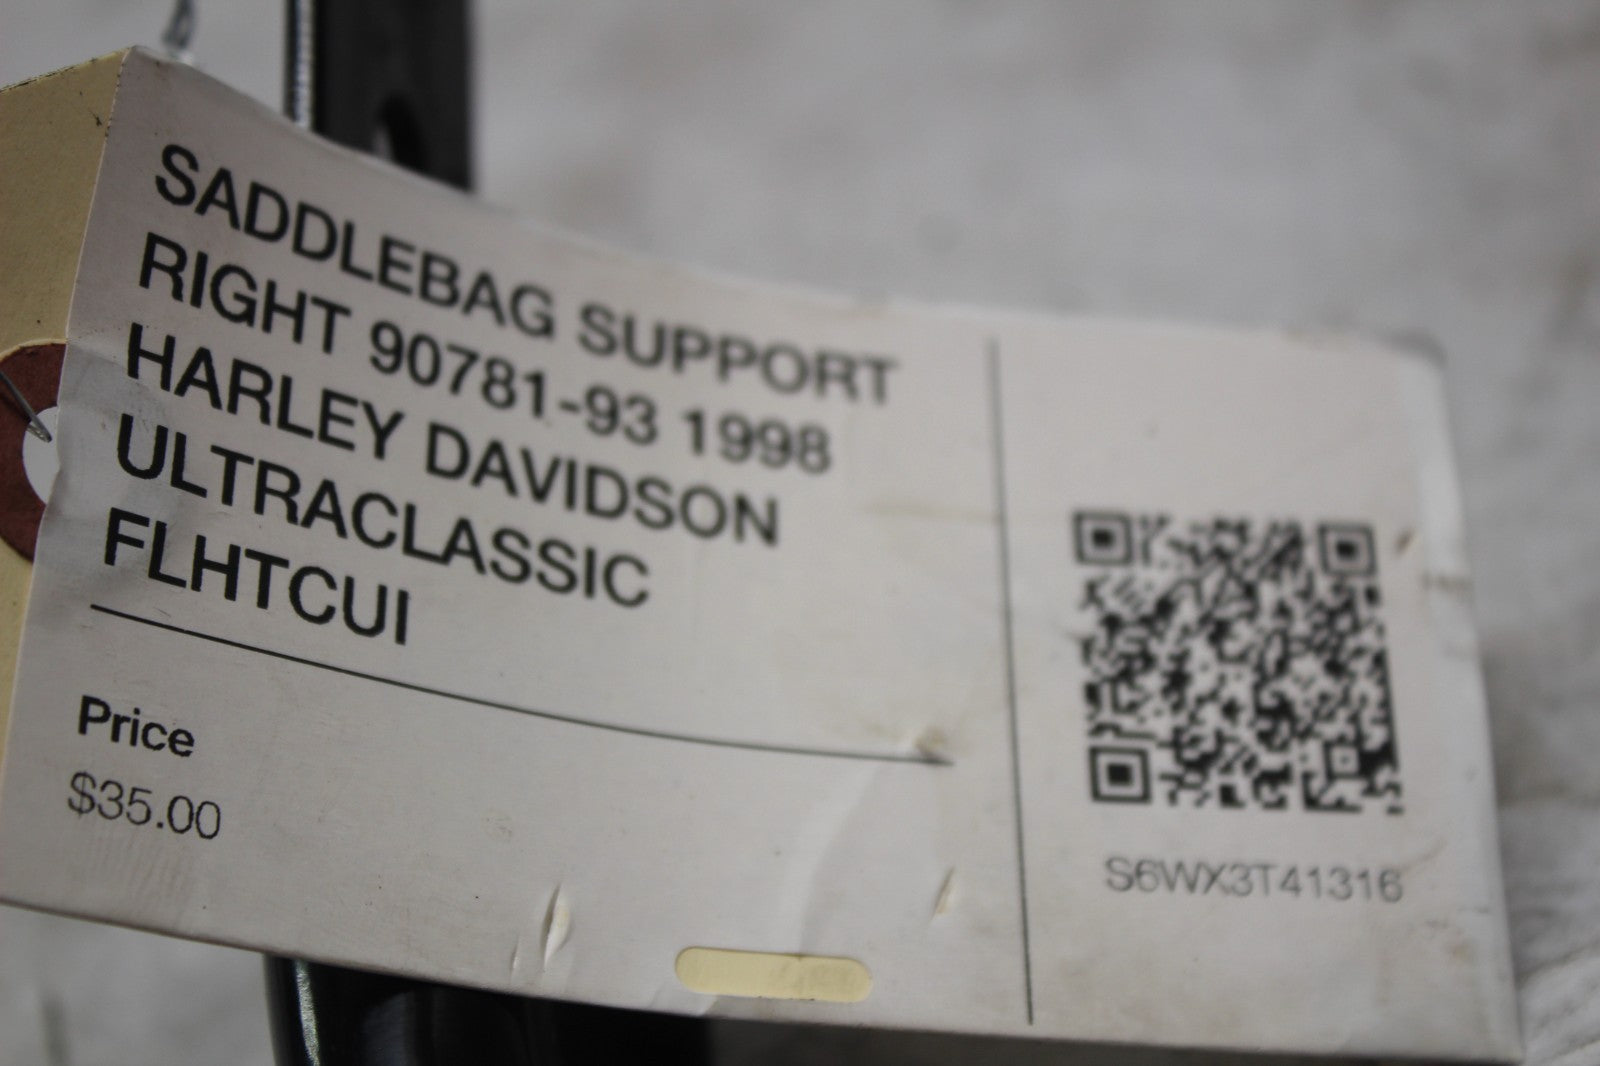 SADDLEBAG SUPPORT
RIGHT 90781-93 1998
HARLEY DAVIDSON
ULTRACLASSIC
FLHTCUI
Price
$35.00
S6WX3T41316